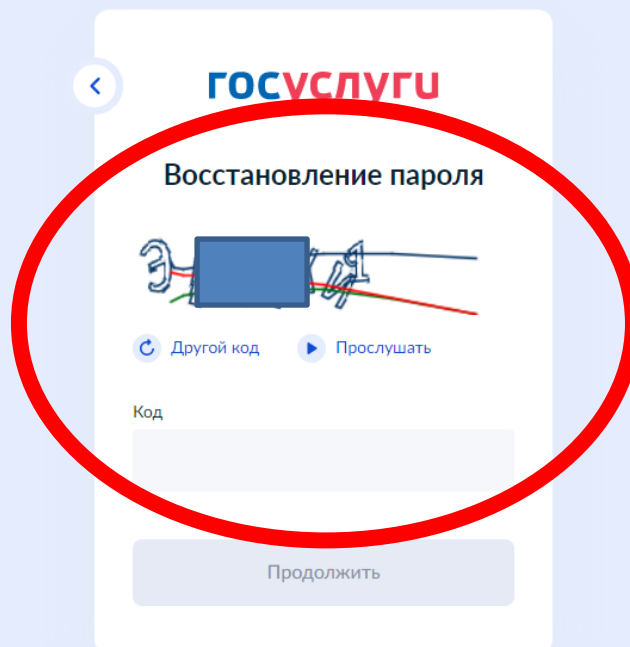 госуслуги
Восстановление пароля
Другой код
Прослушать
Код
Продолжить